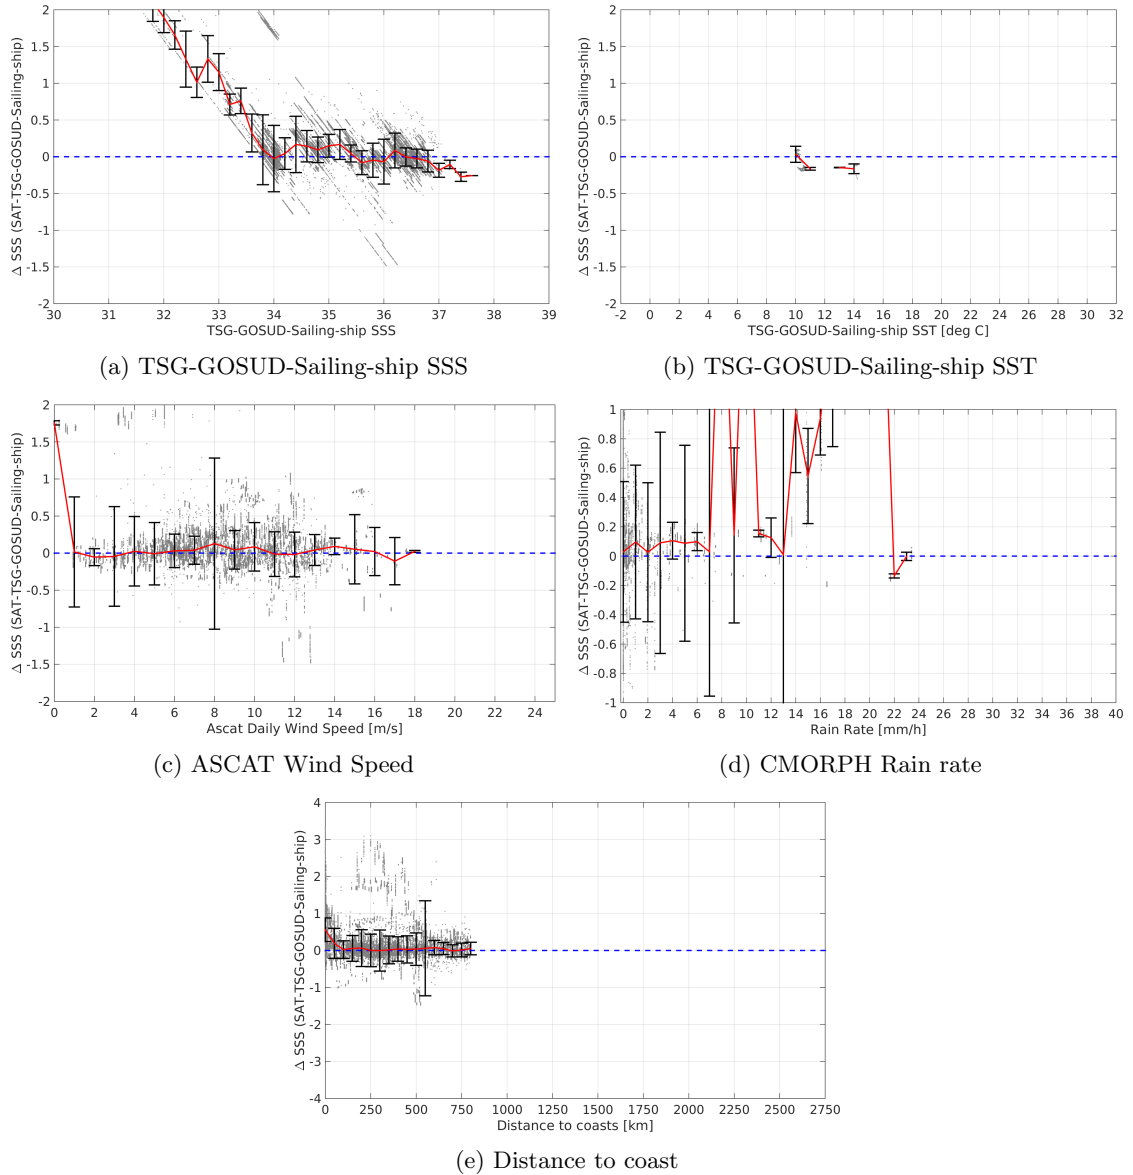 2
1.5
1
0.5
0
-0.5
-1
-1.5
-2
Δ SSS (SAT-TSG-GOSUD-Sailing-ship)
30 31 32 33 34 35 36 37 38 39
TSG-GOSUD-Sailing-ship SSS
(a) TSG-GOSUD-Sailing-ship SSS
2
1.5
1
0.5
0
-0.5
-1
-1.5
-2
Δ SSS (SAT-TSG-GOSUD-Sailing-ship)
-2 0 2 4 6 8 10 12 14 16 18 20 22 24 26 28 30 32
TSG-GOSUD-Sailing-ship SST [deg C]
(b) TSG-GOSUD-Sailing-ship SST
2
1.5
1
0.5
0
-0.5
-1
-1.5
-2
Δ SSS (SAT-TSG-GOSUD-Sailing-ship)
0 2 4 6 8 10 12 14 16 18 20 22 24
Ascat Daily Wind Speed [m/s]
(c) ASCAT Wind Speed
1
0.8
0.6
0.4
0.2
0
-0.2
-0.4
-0.6
-0.8
-1
Δ SSS (SAT-TSG-GOSUD-Sailing-ship)
0 2 4 6 8 10 12 14 16 18 20 22 24 26 28 30 32 34 36 38 40
Rain Rate [mm/h]
(d) CMORPH Rain rate
4
3
2
1
0
-1
-2
-3
-4
Δ SSS (SAT-TSG-GOSUD-Sailing-ship)
0 250 500 750 1000 1250 1500 1750 2000 2250 2500 2750
Distance to coasts [km]
(e) Distance to coast